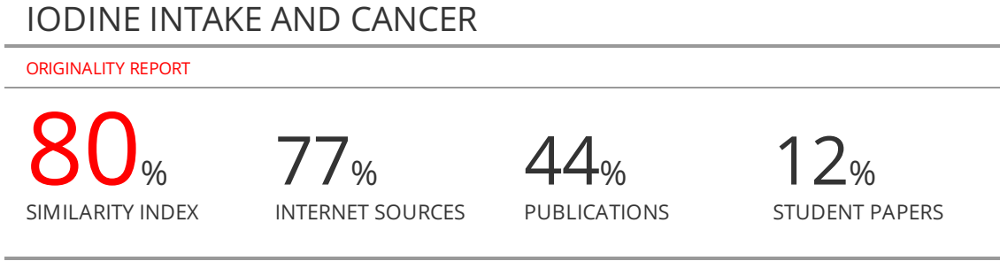 IODINE INTAKE AND CANCER
ORIGINALITY REPORT
80% 77% 44% 12%
SIMILARITY INDEX INTERNET SOURCES PUBLICATIONS STUDENT PAPERS